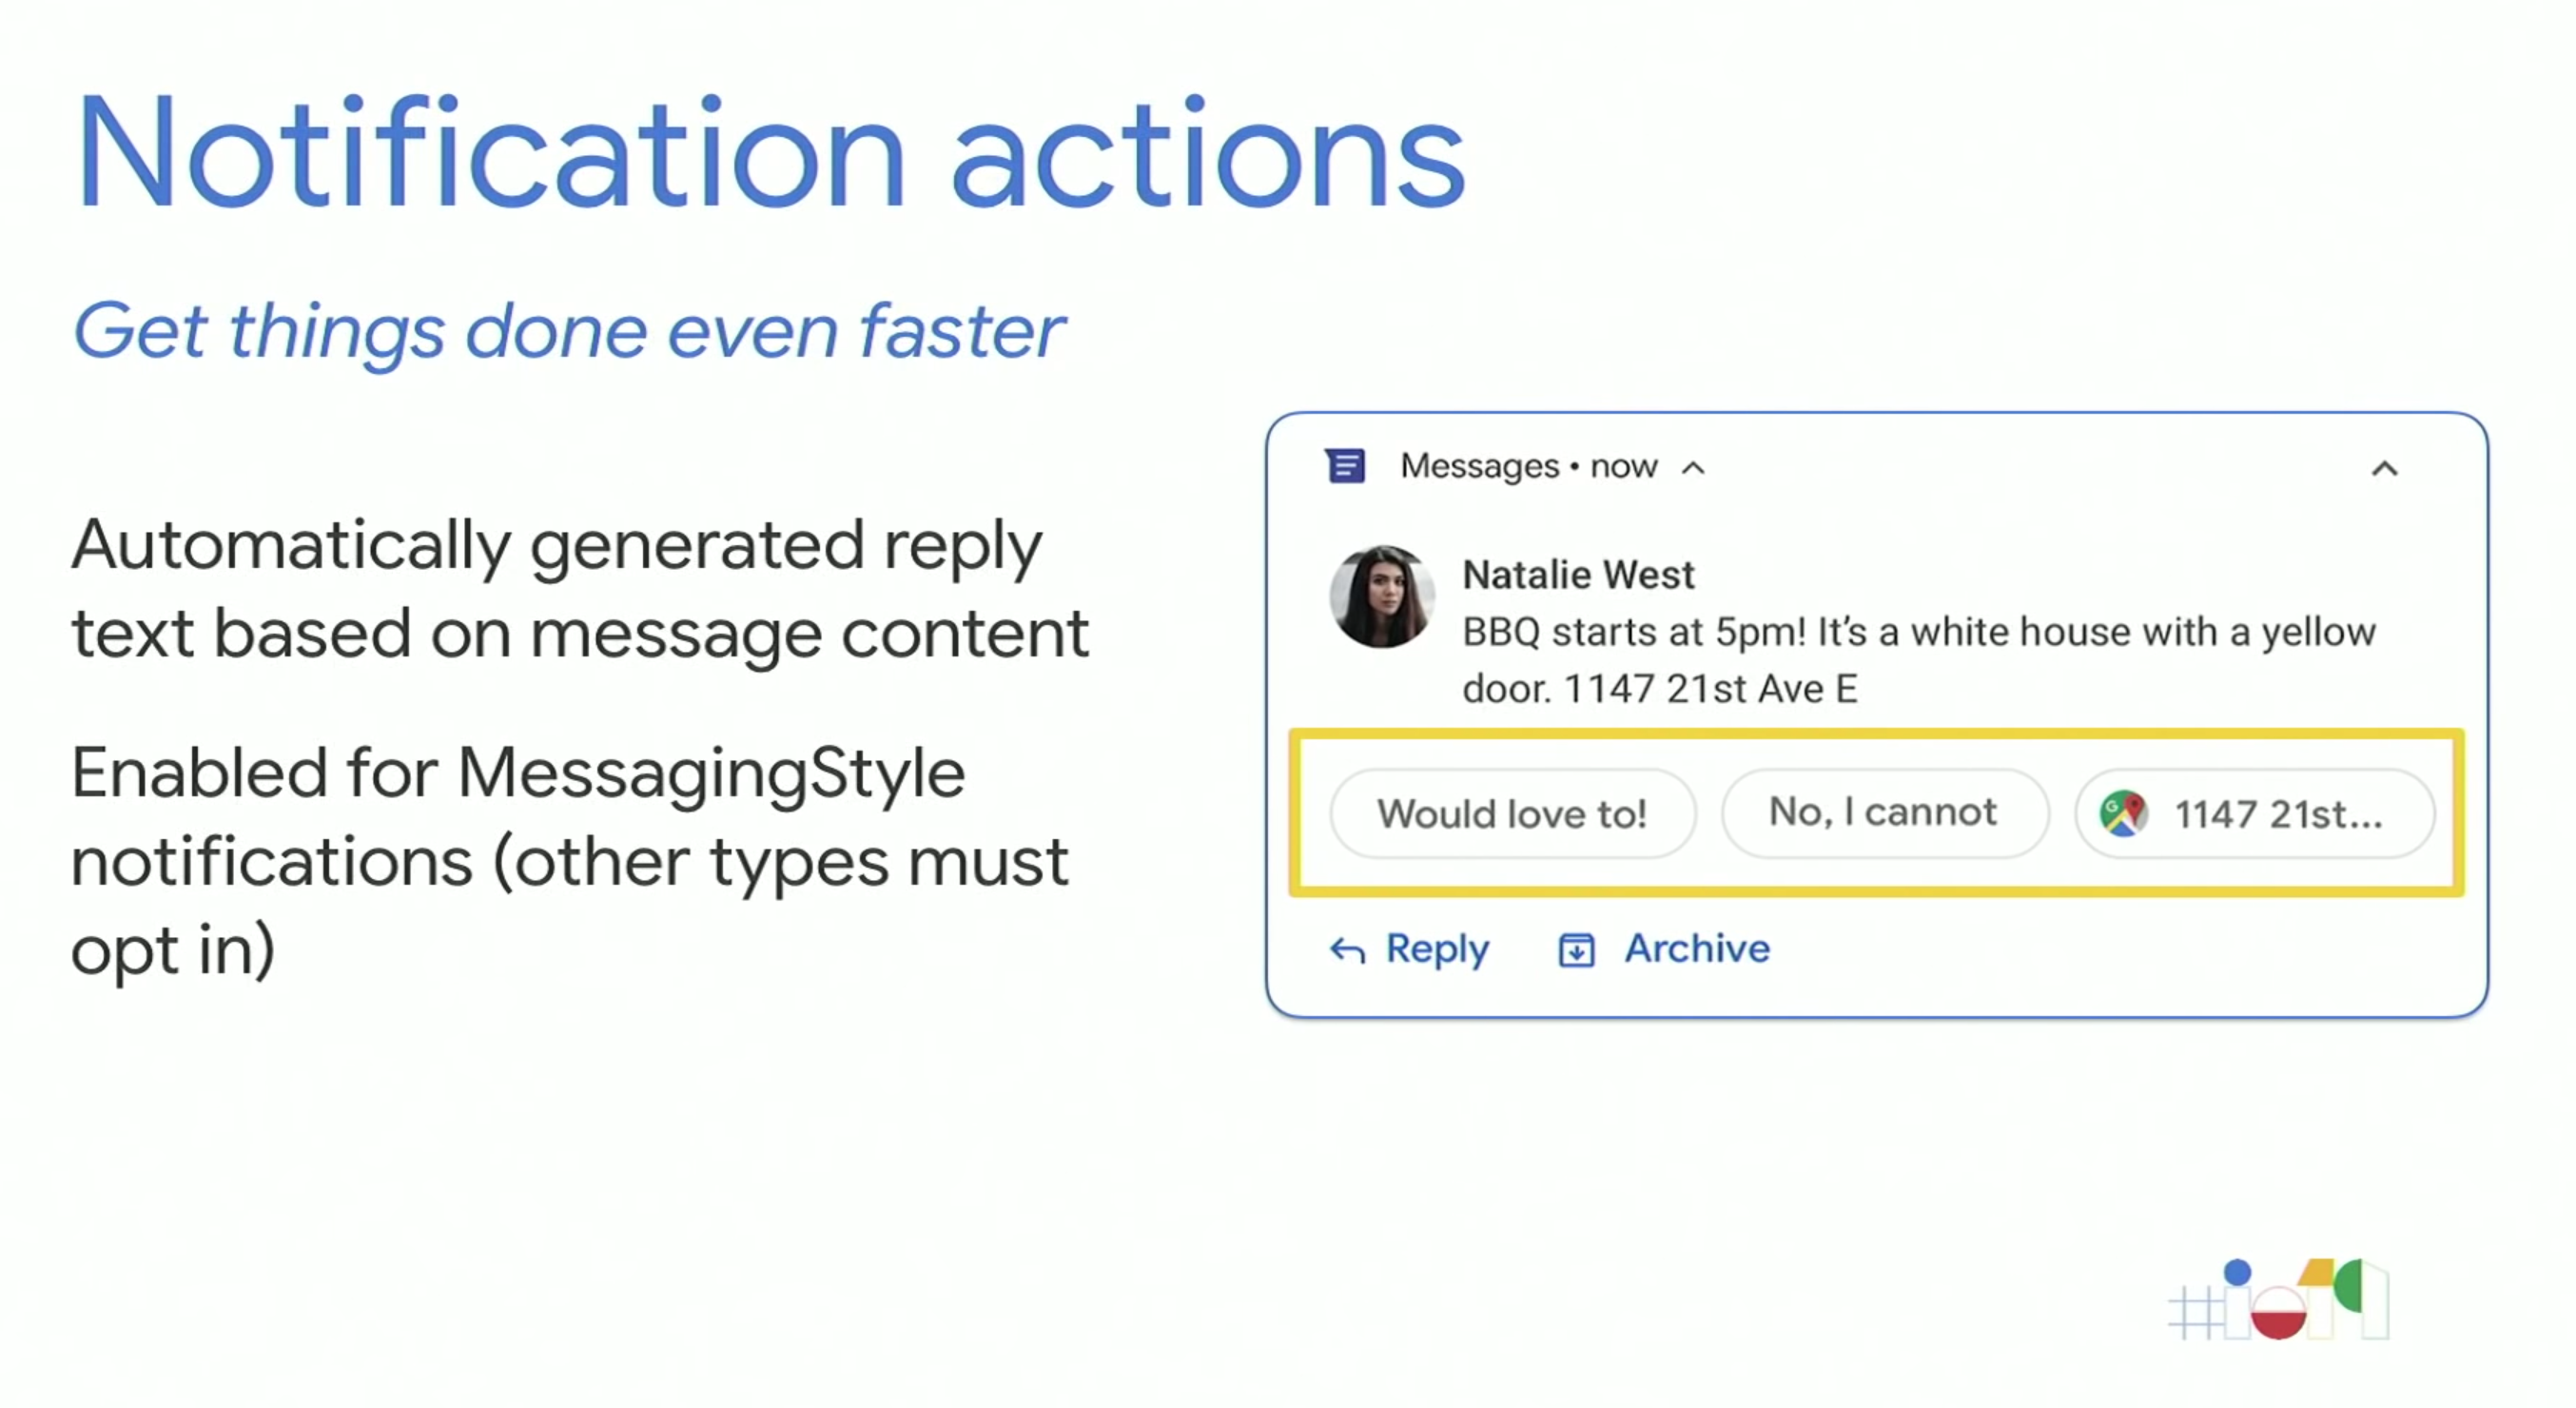 Notification actions
Get things done even faster
Automatically generated reply
text based on message content
Enabled for MessagingStyle
notifications (other types must
opt in)
Messages • now
Natalie West
BBQ starts at 5pm! It's a white house with a yellow
door. 1147 21st Ave E
Would love to!
No, I cannot
1147 21st...
Reply
Archive
#io19